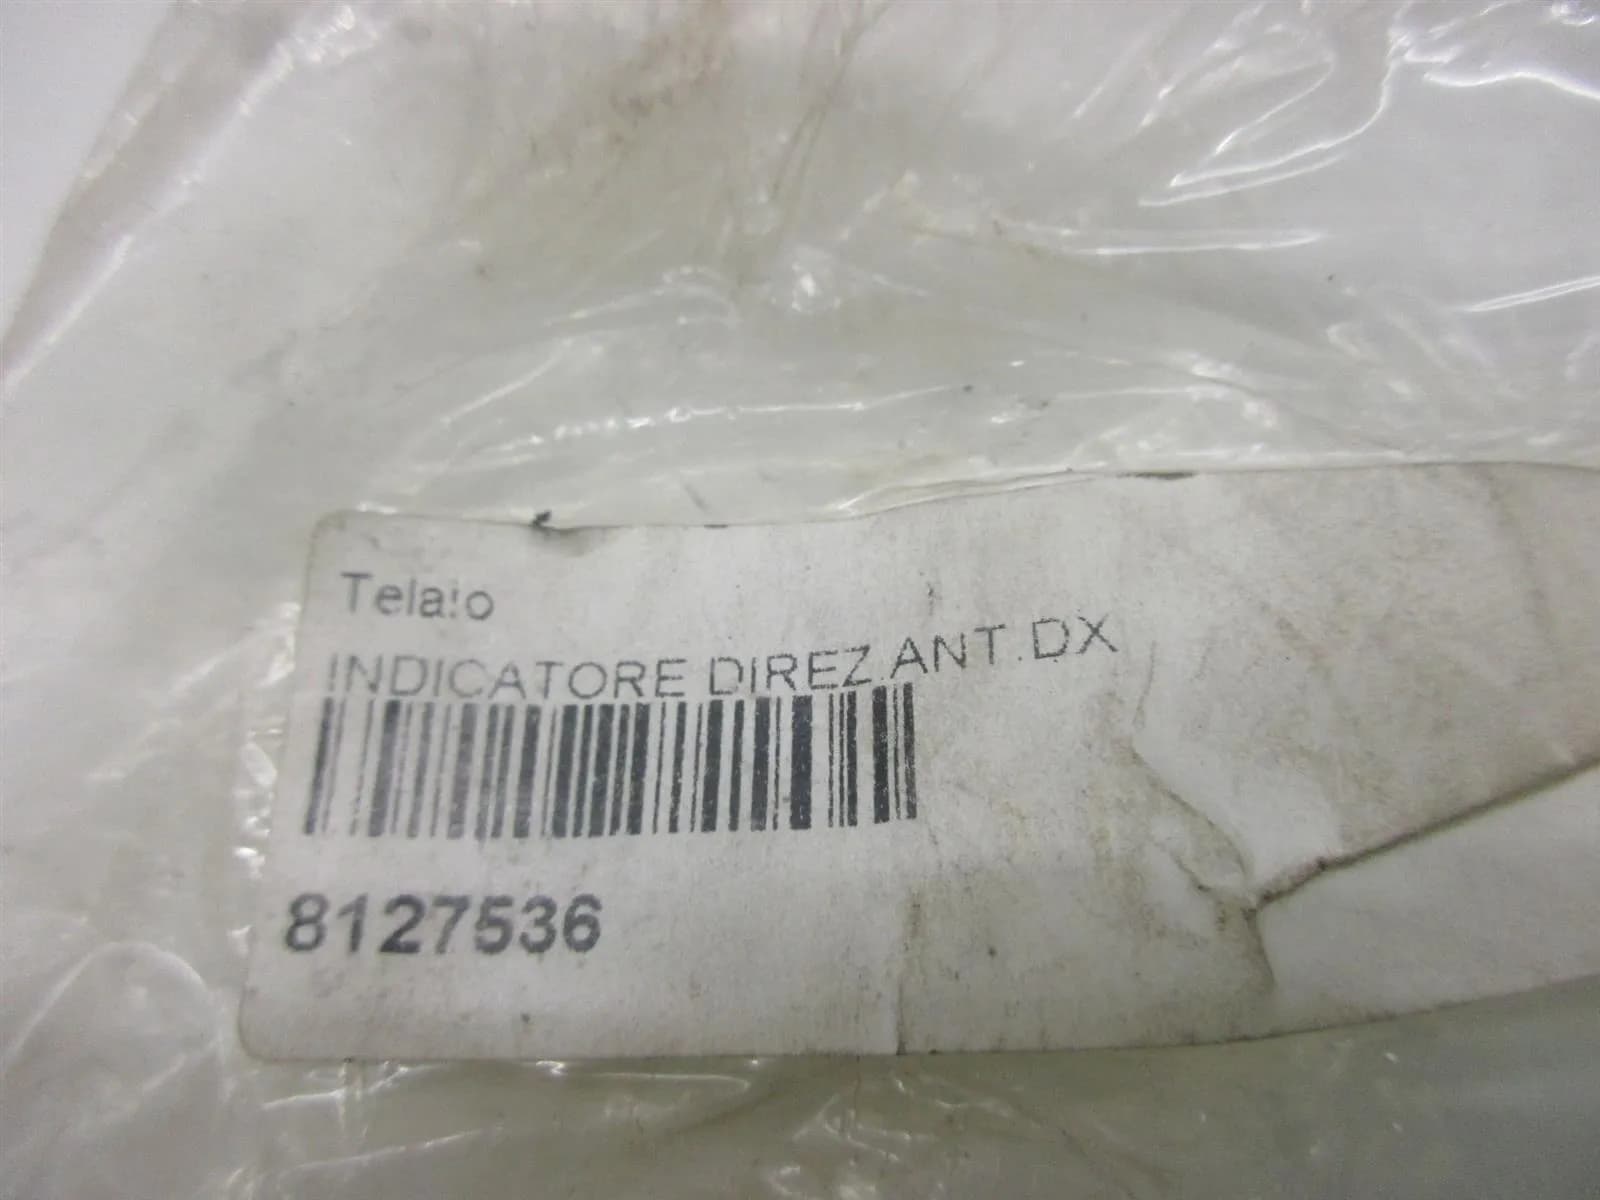 Telaio
INDICATORE DIREZ.ANT.DX
8127536